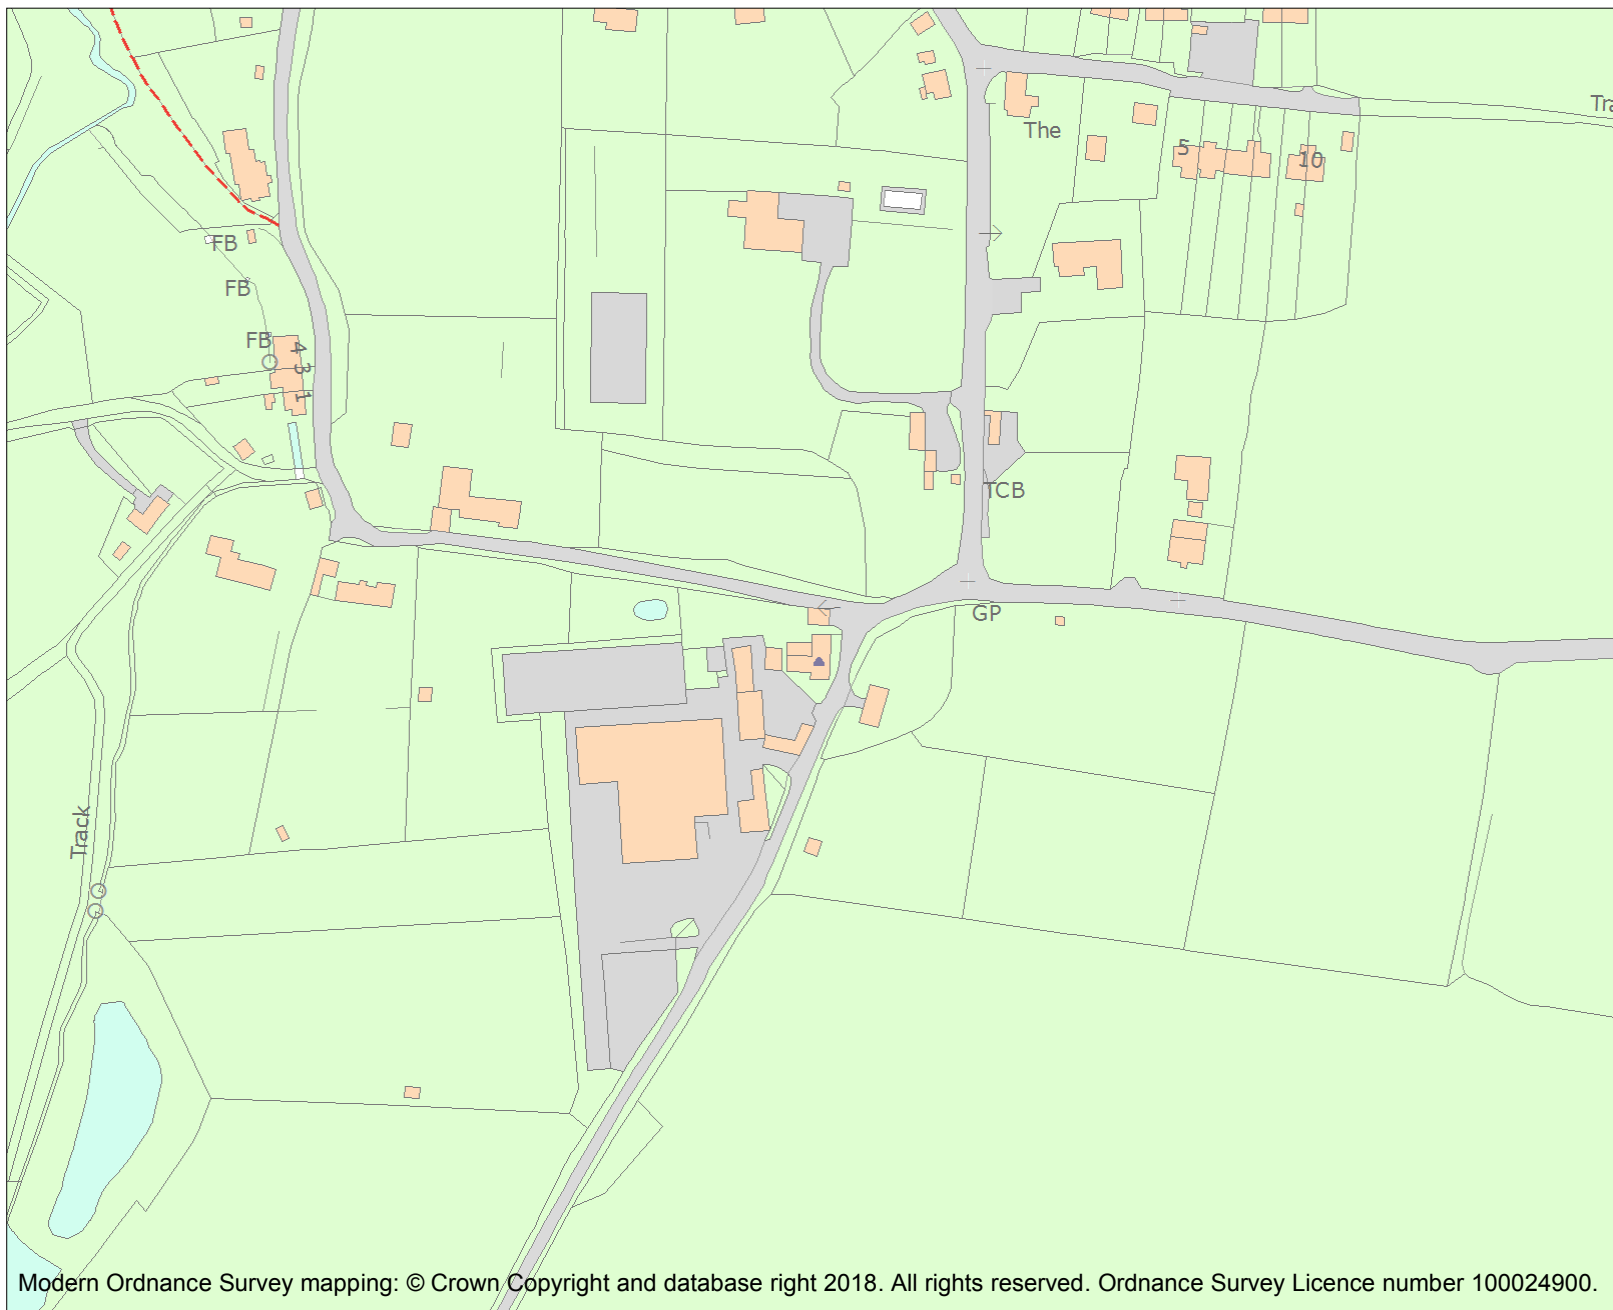 Tra
The
5
10
FB
FB
FB
4
3
1
TCB
GP
Track
Modern Ordnance Survey mapping: © Crown Copyright and database right 2018. All rights reserved. Ordnance Survey Licence number 100024900.